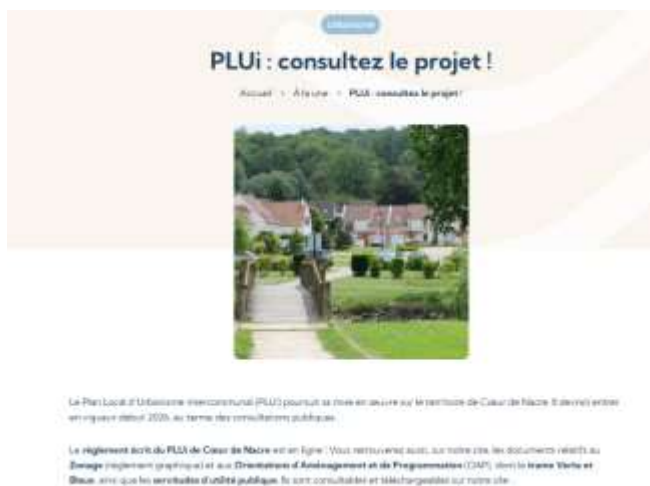 Urbanisme
PLUi : consultez le projet !
Accueil > À la une > PLUi : consultez le projet !
Le Plan Local d'Urbanisme intercommunal (PLUi) poursuit sa mise en œuvre sur le territoire de Cœur de Nacre. Il devrait entrer
en vigueur début 2026, au terme des consultations publiques.
Le règlement écrit du PLUi de Cœur de Nacre est en ligne ! Vous retrouverez aussi, sur notre site, les documents relatifs au
Zonage (règlement graphique) et aux Orientations d'Aménagement et de Programmation (OAP), dont la trame Verte et
Bleue, ainsi que les servitudes d'utilité publique. Ils sont consultables et téléchargeables sur notre site :